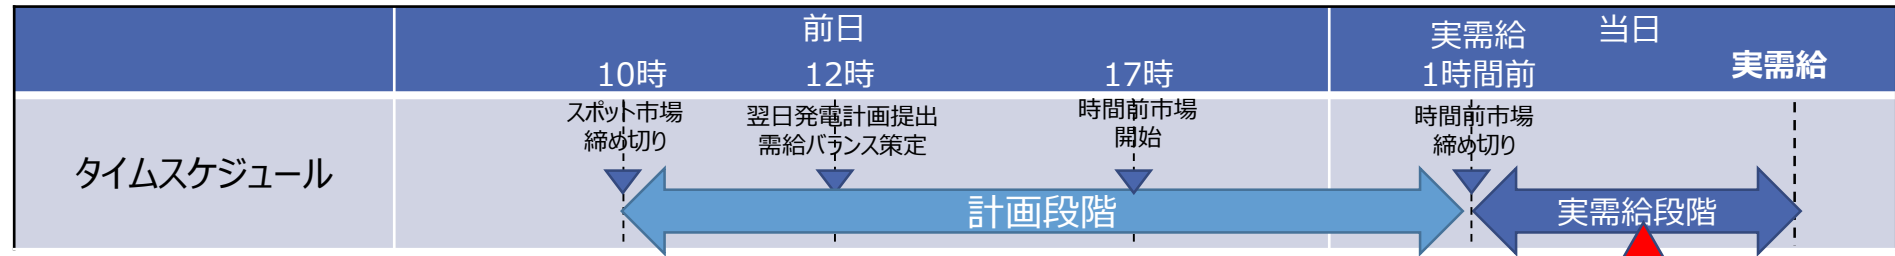 前日
当日
10時
12時
17時
実需給
1時間前
実需給
タイムスケジュール
スポット市場
締め切り
翌日発電計画提出
需給バランス策定
時間前市場
開始
時間前市場
締め切り
計画段階
実需給段階